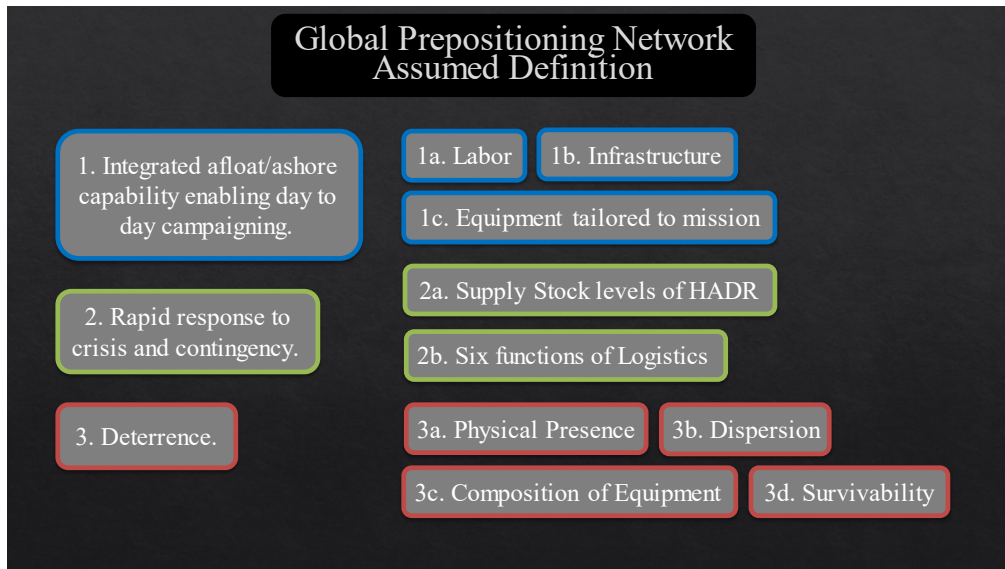 Global Prepositioning Network
Assumed Definition
1. Integrated afloat/ashore
capability enabling day to
day campaigning.
1a. Labor
1b. Infrastructure
1c. Equipment tailored to mission
2. Rapid response to
crisis and contingency.
2a. Supply Stock levels of HADR
2b. Six functions of Logistics
3. Deterrence.
3a. Physical Presence
3b. Dispersion
3c. Composition of Equipment
3d. Survivability